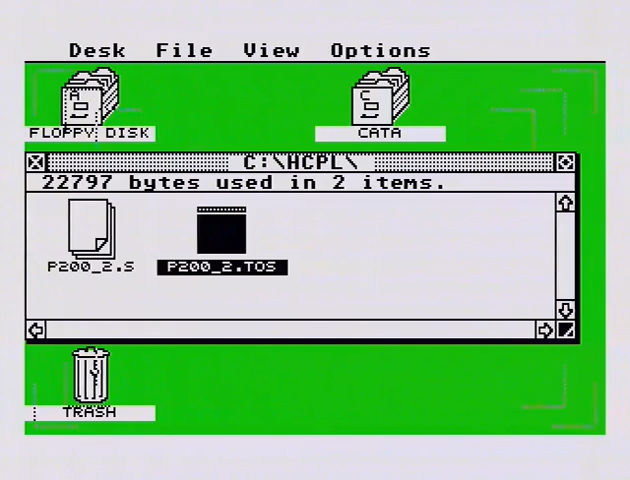 Desk File View Options
A
C
FLOPPY DISK
CATA
C:\HCPL\
22797 bytes used in 2 items.
P200_2.S
P200_2.TOS
TRASH